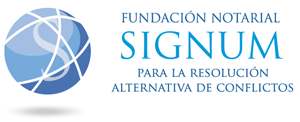 FUNDACIÓN NOTARIAL
SIGNUM
PARA LA RESOLUCIÓN
ALTERNATIVA DE CONFLICTOS